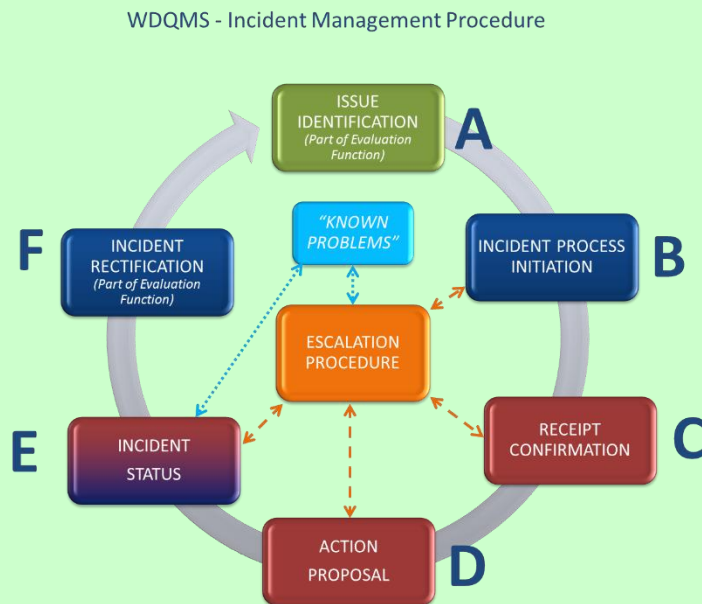 WDQMS - Incident Management Procedure
ISSUE
IDENTIFICATION
(Part of Evaluation
Function)
A
"KNOWN
PROBLEMS"
INCIDENT PROCESS
INITIATION
B
F
INCIDENT
RECTIFICATION
(Part of Evaluation
Function)
ESCALATION
PROCEDURE
RECEIPT
CONFIRMATION
C
E
INCIDENT
STATUS
ACTION
PROPOSAL
D